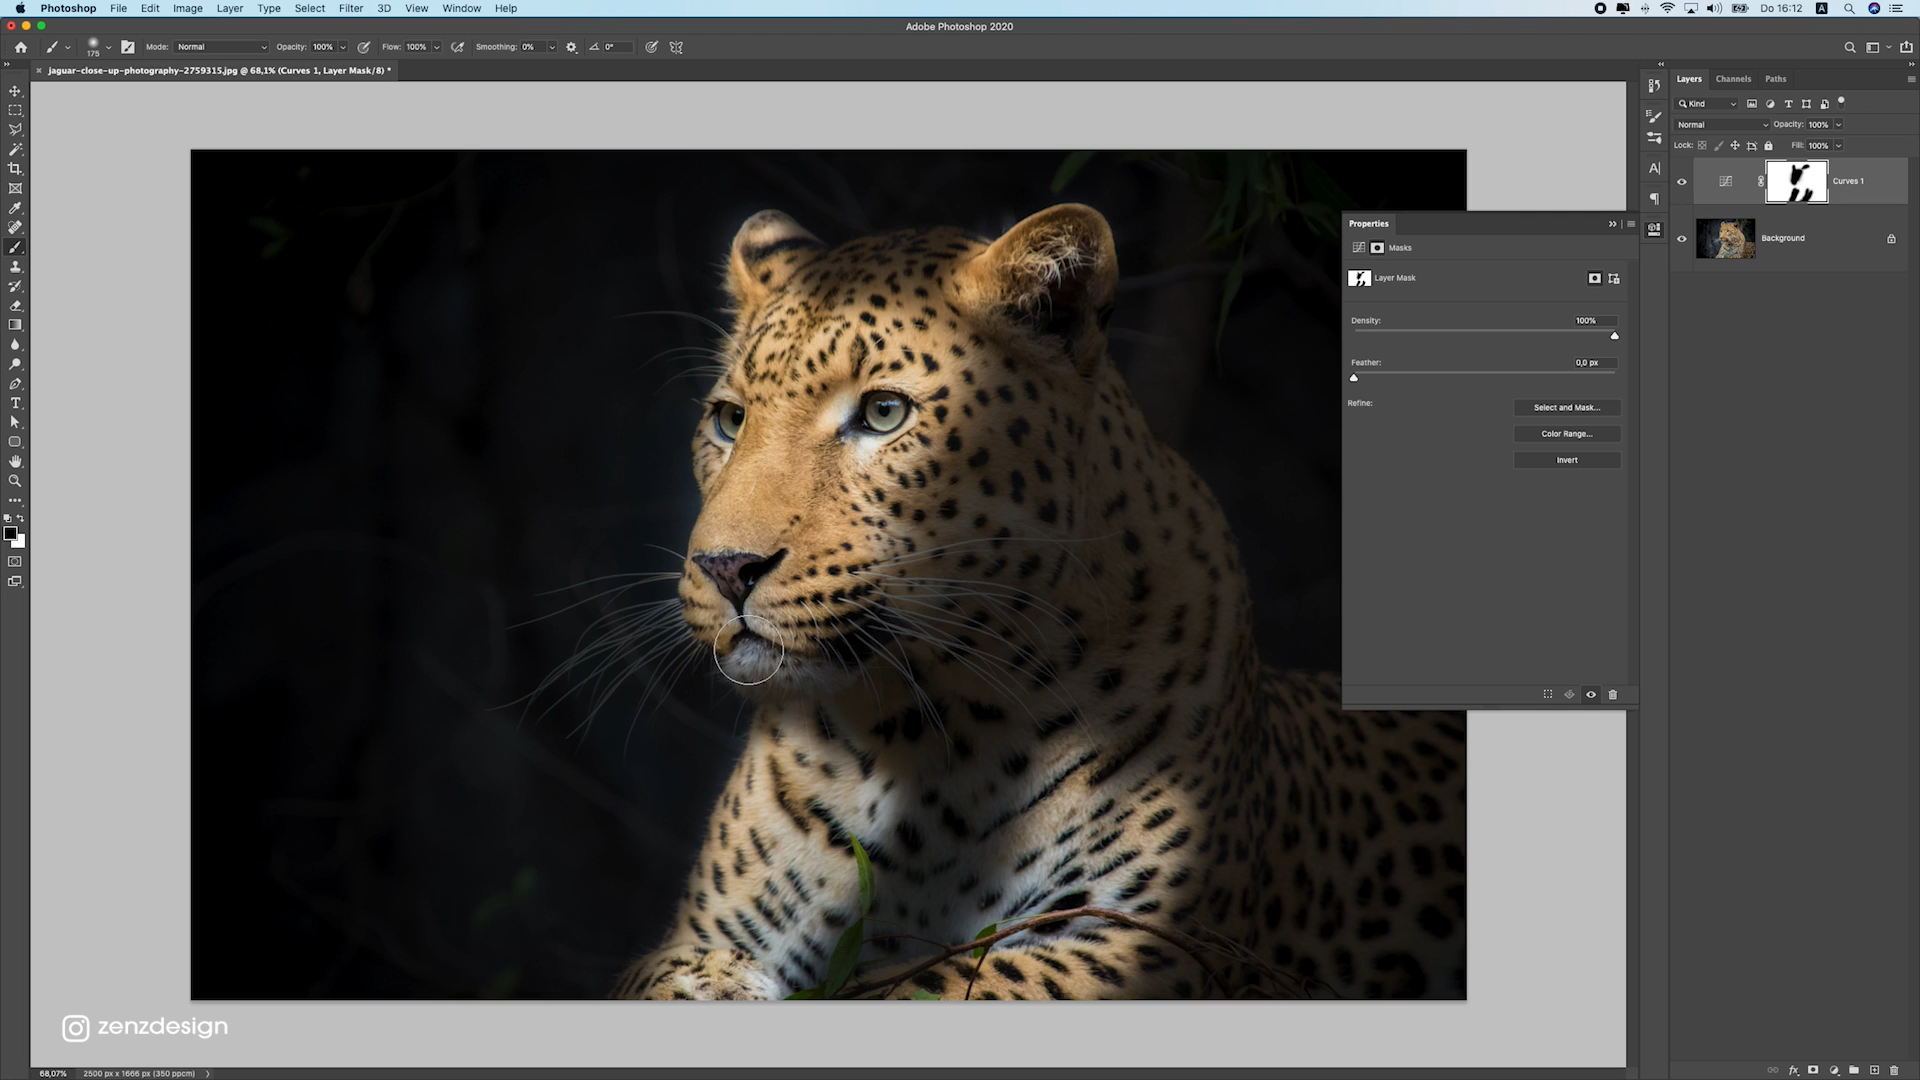 Photoshop File Edit Image Layer Type Select Filter 3D View Window Help Do 16:12 A
Adobe Photoshop 2020
175 Mode: Normal Opacity: 100% Flow: 100% Smoothing: 0% 0°
jaguar-close-up-photography-2759315.jpg @ 68,1% (Curves 1, Layer Mask/8) *
Layers Channels Paths
Kind
Normal Opacity: 100%
Lock: Fill: 100%
Curves 1
Background
Properties
Masks
Layer Mask
Density: 100%
Feather: 0,0 px
Refine:
Select and Mask...
Color Range...
Invert
zenzdesign
68,07% 2500 px x 1666 px (350 ppcm)